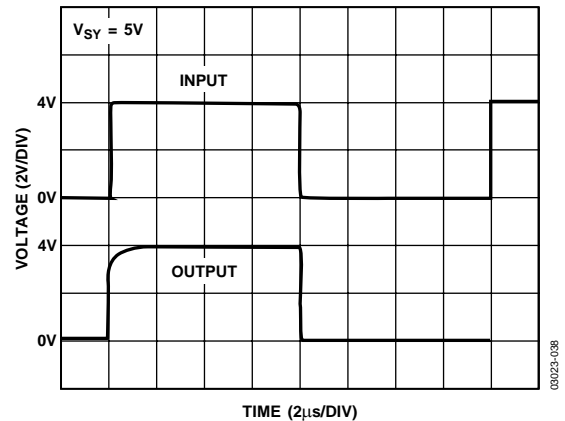 V_SY = 5V
INPUT
4V
0V
VOLTAGE (2V/DIV)
4V
OUTPUT
0V
03023-038
TIME (2µs/DIV)